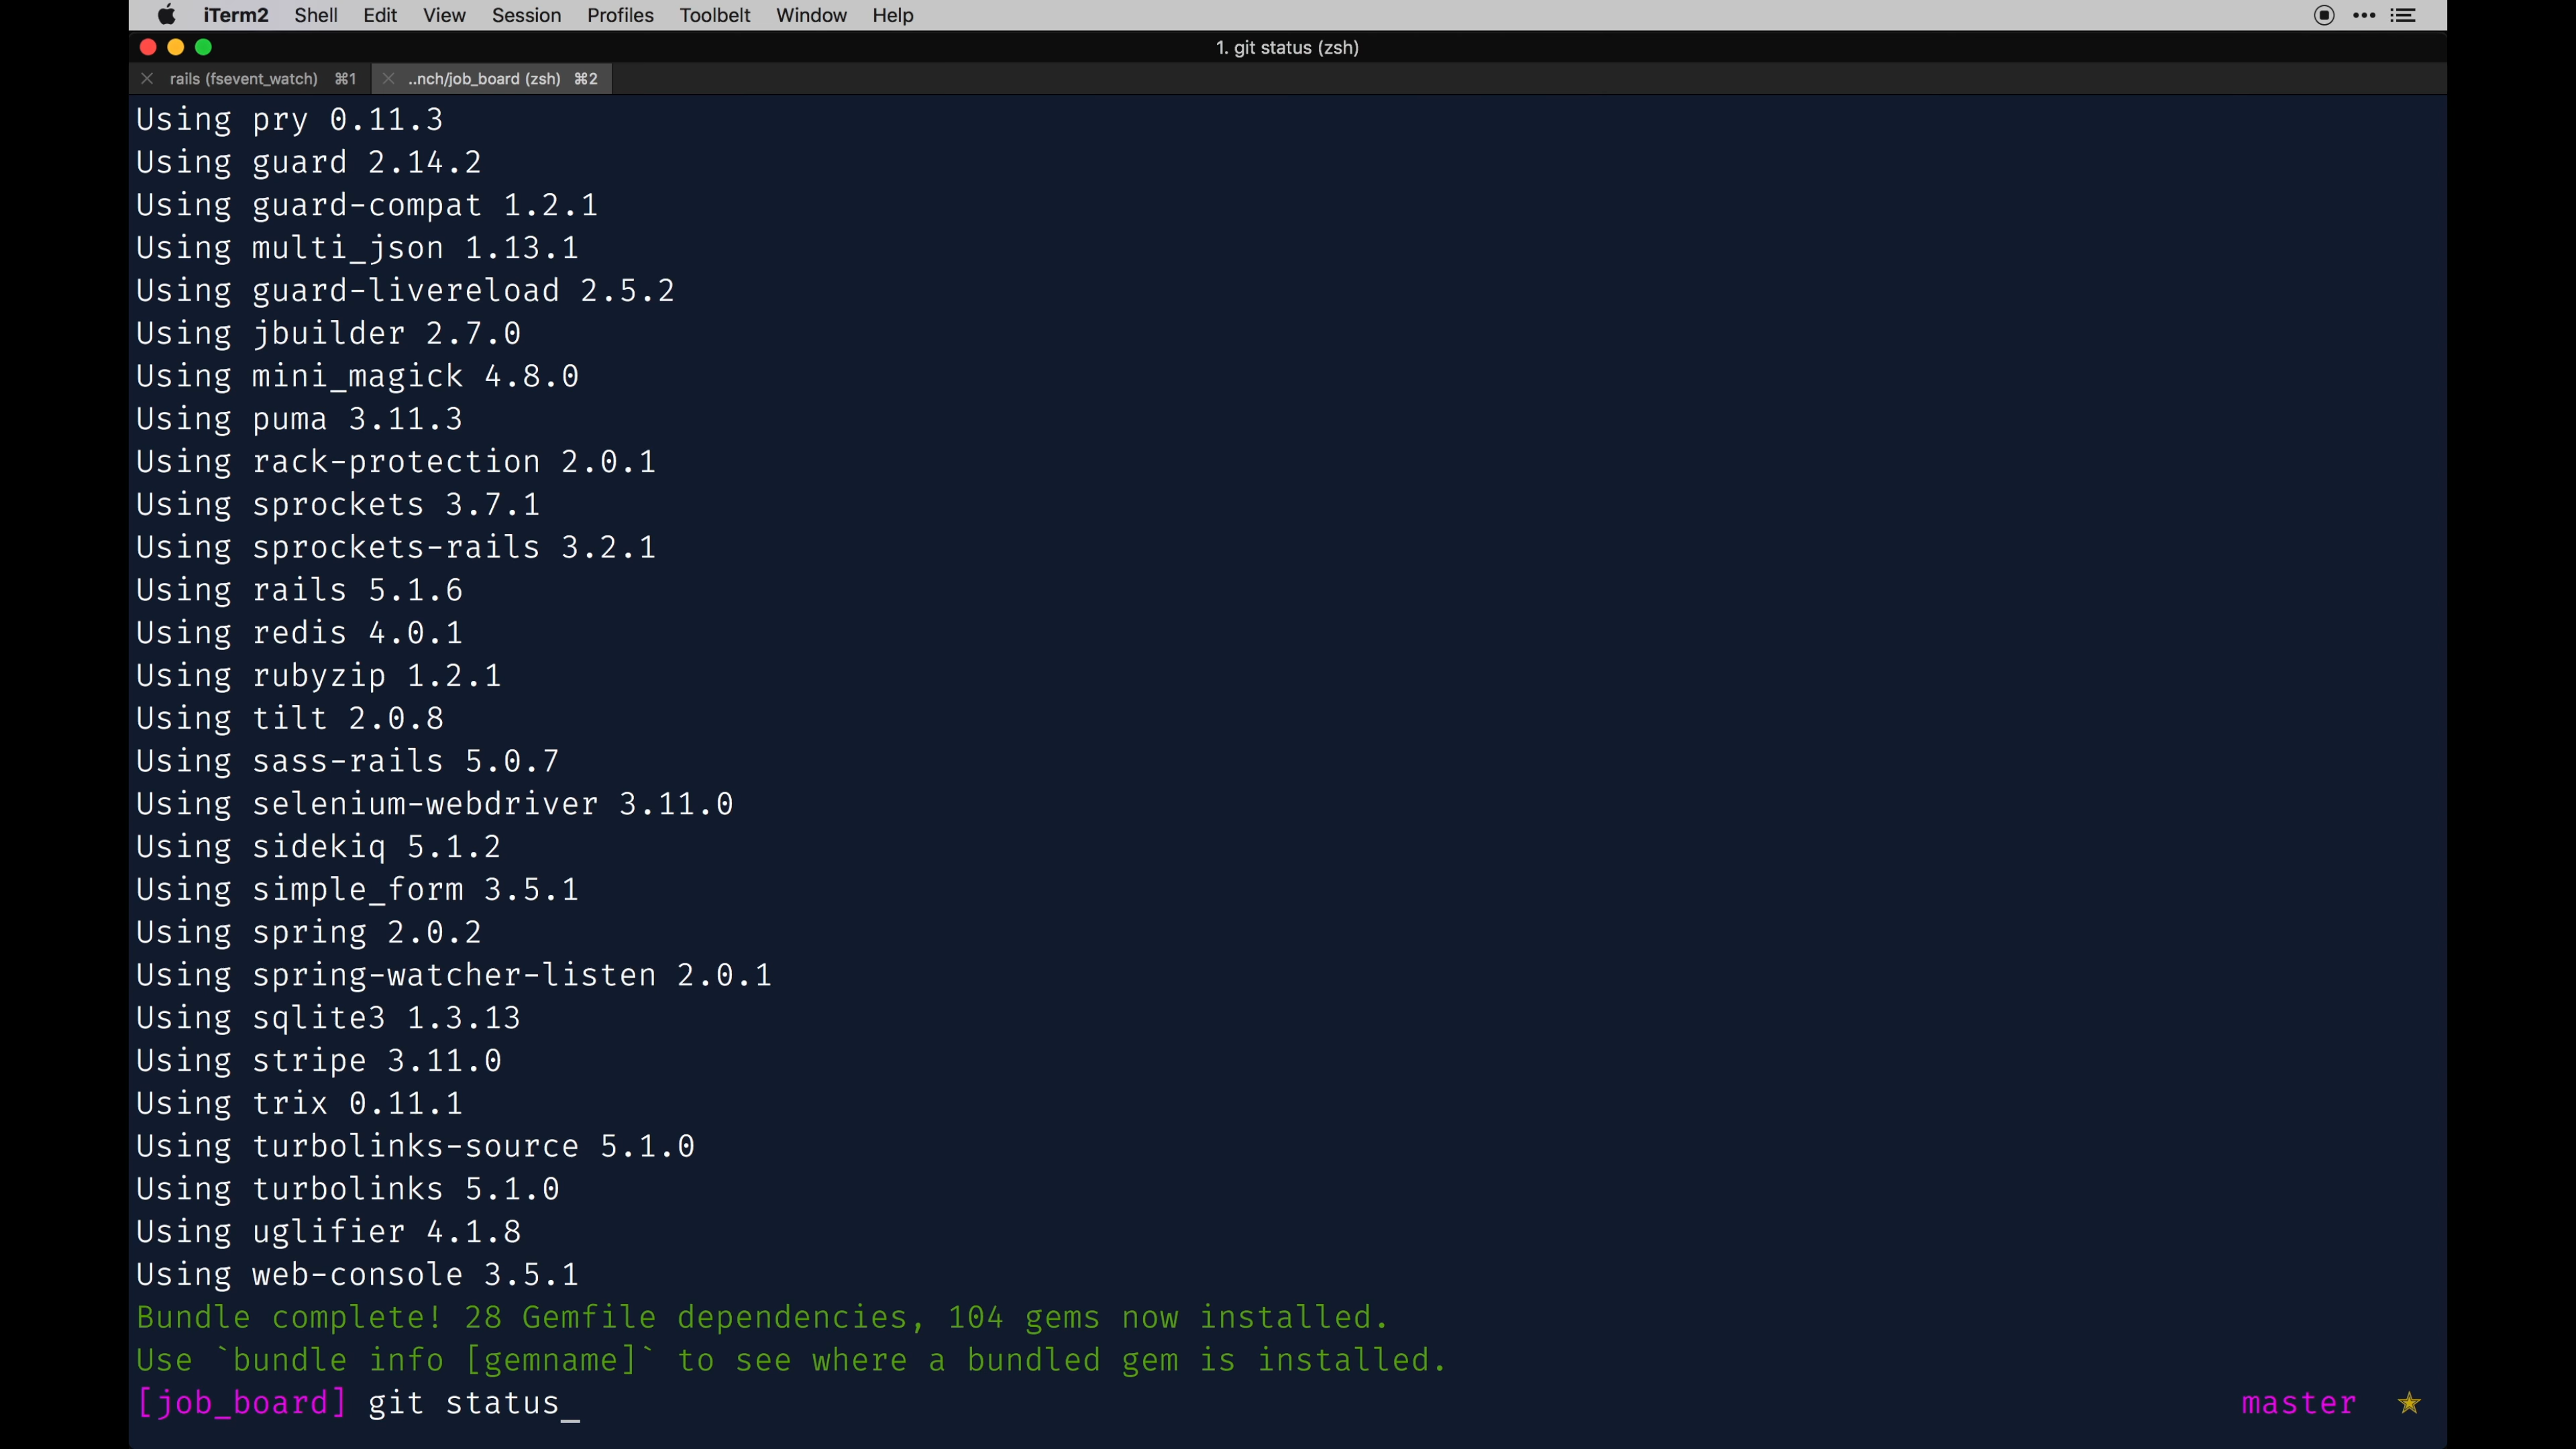 iTerm2 Shell Edit View Session Profiles Toolbelt Window Help
1. git status (zsh)
rails (fsevent_watch) ⌘1 ..nch/job_board (zsh) ⌘2
Using pry 0.11.3
Using guard 2.14.2
Using guard-compat 1.2.1
Using multi_json 1.13.1
Using guard-livereload 2.5.2
Using jbuilder 2.7.0
Using mini_magick 4.8.0
Using puma 3.11.3
Using rack-protection 2.0.1
Using sprockets 3.7.1
Using sprockets-rails 3.2.1
Using rails 5.1.6
Using redis 4.0.1
Using rubyzip 1.2.1
Using tilt 2.0.8
Using sass-rails 5.0.7
Using selenium-webdriver 3.11.0
Using sidekiq 5.1.2
Using simple_form 3.5.1
Using spring 2.0.2
Using spring-watcher-listen 2.0.1
Using sqlite3 1.3.13
Using stripe 3.11.0
Using trix 0.11.1
Using turbolinks-source 5.1.0
Using turbolinks 5.1.0
Using uglifier 4.1.8
Using web-console 3.5.1
Bundle complete! 28 Gemfile dependencies, 104 gems now installed.
Use `bundle info [gemname]` to see where a bundled gem is installed.
[job_board] git status_ master ★